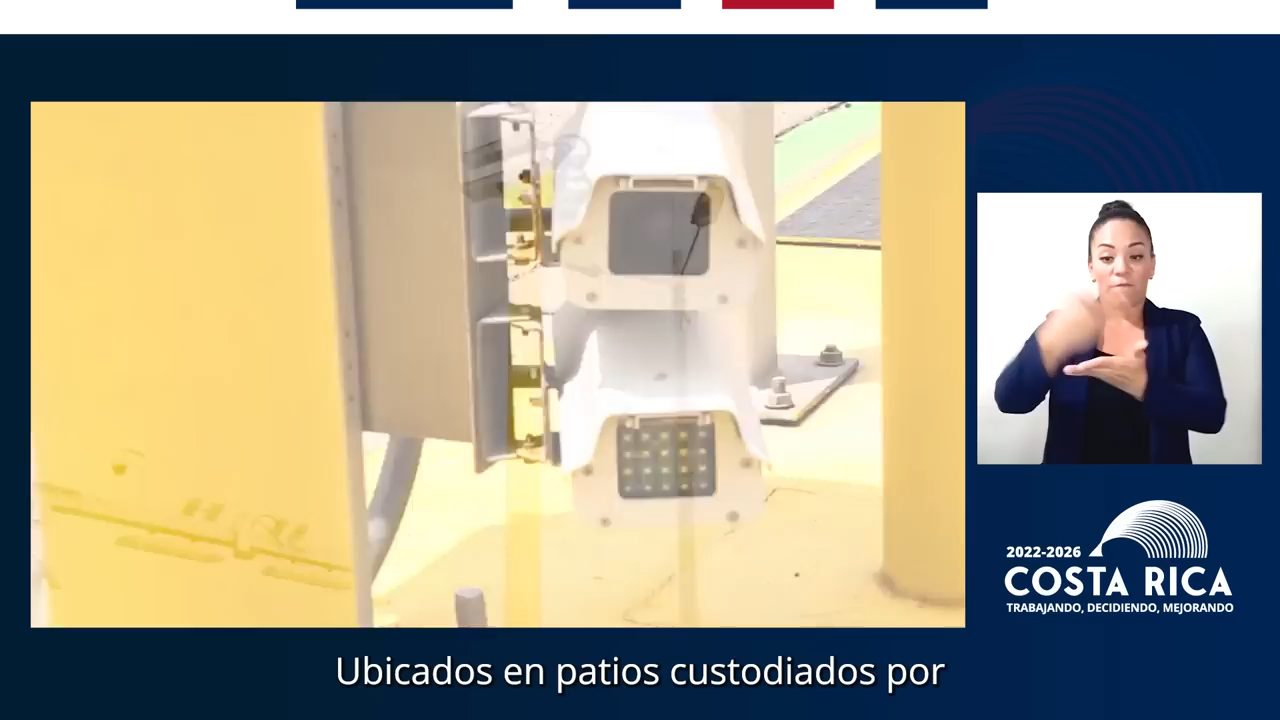 2022-2026
COSTA RICA
TRABAJANDO, DECIDIENDO, MEJORANDO
Ubicados en patios custodiados por